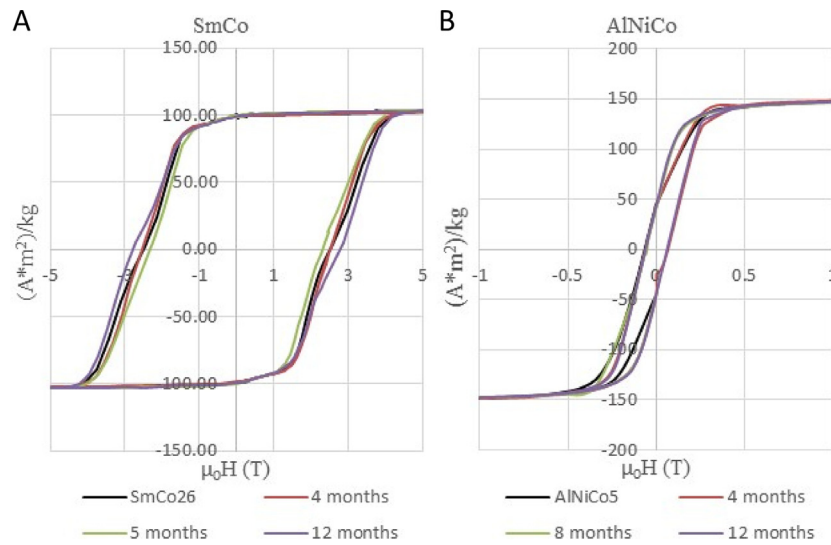 A
SmCo
150.00
100.00
50.00
0.00
-5 -3 -1 1 3 5
-50.00
-100.00
-150.00
(A*m²)/kg
μ₀H (T)
SmCo26 4 months
5 months 12 months
B
AlNiCo
200
150
100
50
0
-1 -0.5 0 0.5 1
-50
-100
-150
-200
(A*m²)/kg
μ₀H (T)
AlNiCo5 4 months
8 months 12 months